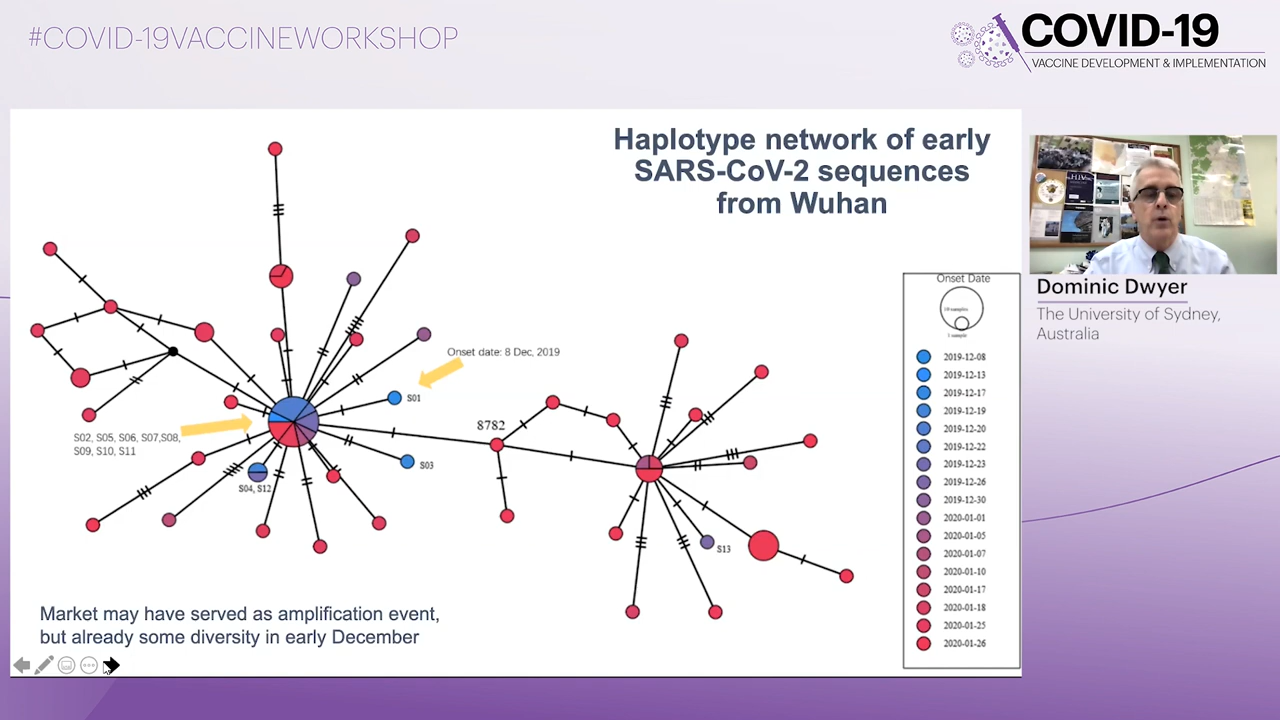 #COVID-19VACCINEWORKSHOP
COVID-19
VACCINE DEVELOPMENT & IMPLEMENTATION
Haplotype network of early
SARS-CoV-2 sequences
from Wuhan
Dominic Dwyer
The University of Sydney,
Australia
Onset date: 8 Dec, 2019
S01
8782
S02, S05, S06, S07,S08,
S09, S10, S11
S03
S04, S12
S13
Onset Date
10 samples
1 sample
2019-12-08
2019-12-13
2019-12-17
2019-12-19
2019-12-20
2019-12-22
2019-12-23
2019-12-26
2019-12-30
2020-01-01
2020-01-05
2020-01-07
2020-01-10
2020-01-17
2020-01-18
2020-01-25
2020-01-26
Market may have served as amplification event,
but already some diversity in early December
HIV